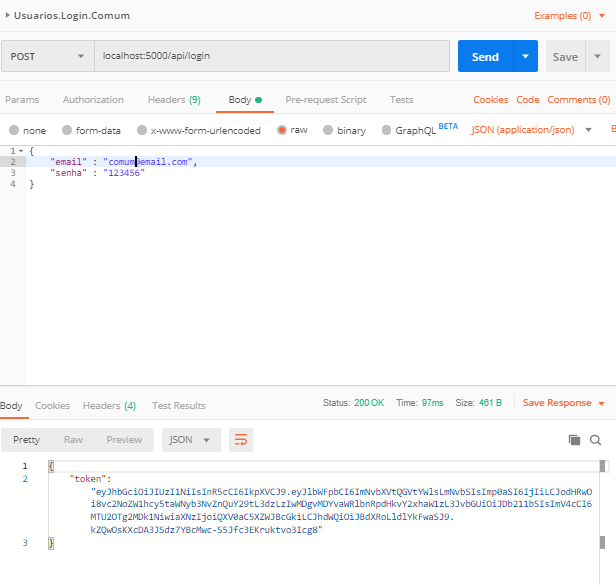 Usuarios.Login.Comum
Examples (0)
POST
localhost:5000/api/login
Send
Save
Params
Authorization
Headers (9)
Body
Pre-request Script
Tests
Cookies
Code
Comments (0)
none
form-data
x-www-form-urlencoded
raw
binary
GraphQL BETA
JSON (application/json)
B
1 {
2 "email" : "comum@email.com",
3 "senha" : "123456"
4 }
Body
Cookies
Headers (4)
Test Results
Status: 200 OK
Time: 97ms
Size: 461 B
Save Response
Pretty
Raw
Preview
JSON
1 {
2 "token":
"eyJhbGciOiJIUzI1NiIsInR5cCI6IkpXVCJ9.eyJlbWFpbCI6ImNvbXVtQGVtYWlsLmNvbSIsImp0aSI6IjIiLCJodHRwO
i8vc2NoZW1hcy5taWNyb3NvZnQuY29tL3dzLzIwMDgvMDYvaWRlbnRpdHkvY2xhaW1zL3JvbGUiOiJDb211bSIsImV4cCI6
MTU2OTg2MDk1NiwiaXNzIjoiQXV0aC5XZWJBcGkiLCJhdWQiOiJBdXRoLldlYkFwaSJ9.
kZQwOsKXcDA3JSdz7YBcMwc-S5Jfc3EKruktvo3Icg8"
3 }